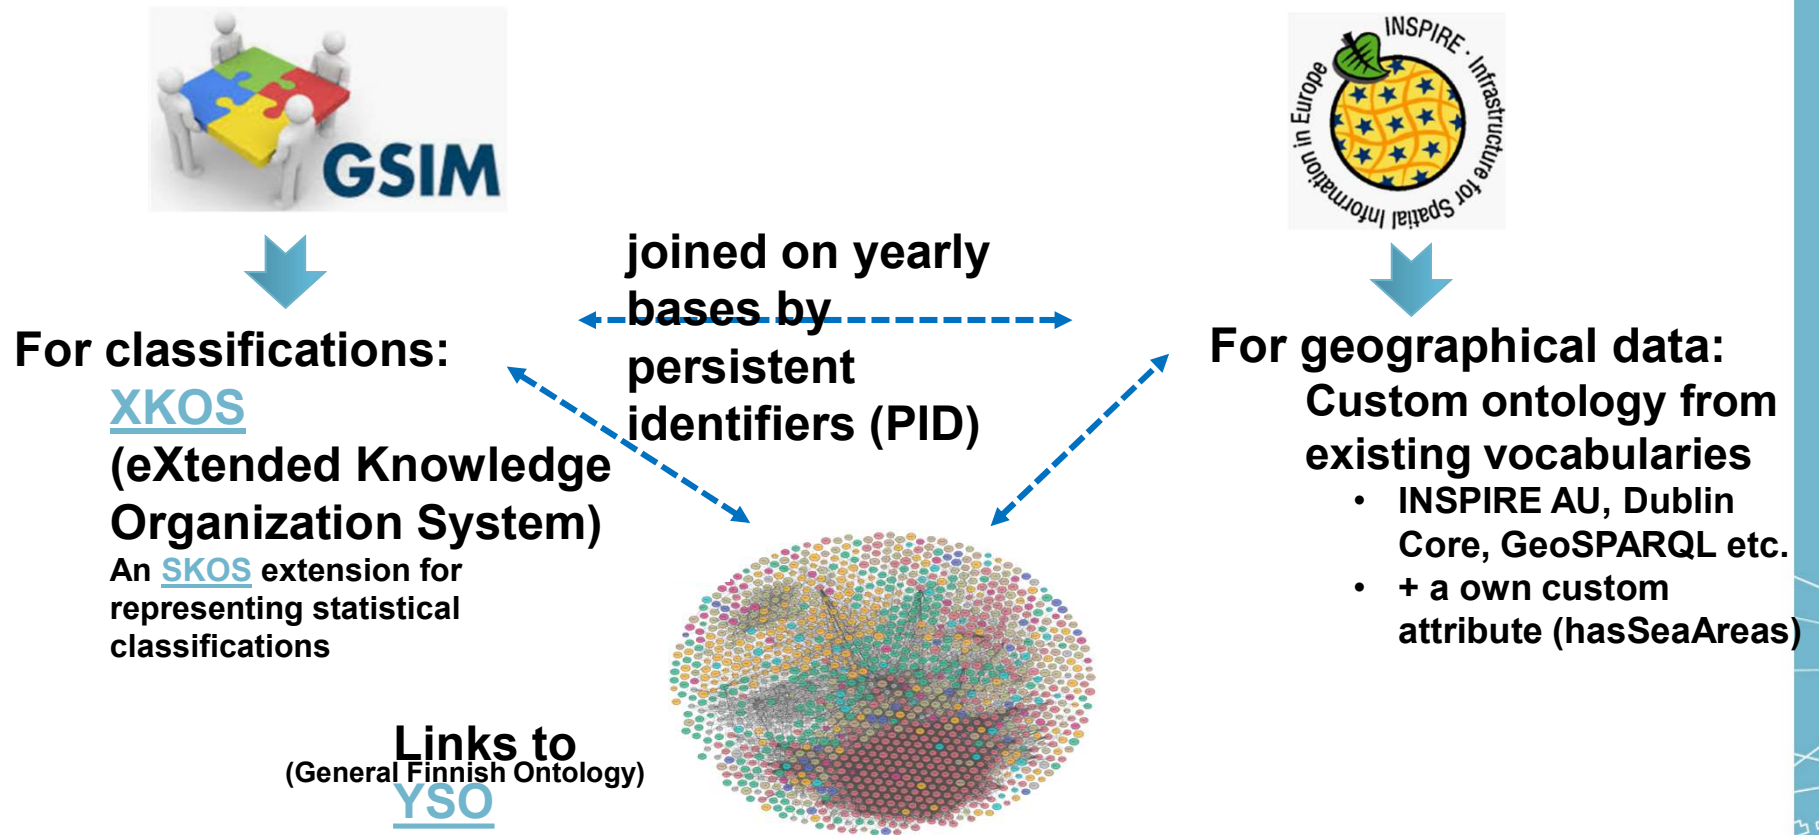 GSIM
INSPIRE · Infrastructure for Spatial Information in Europe
joined on yearly
bases by
persistent
identifiers (PID)
For classifications:
XKOS
(eXtended Knowledge
Organization System)
An SKOS extension for
representing statistical
classifications
For geographical data:
Custom ontology from
existing vocabularies
• INSPIRE AU, Dublin
Core, GeoSPARQL etc.
• + a own custom
attribute (hasSeaAreas)
Links to
(General Finnish Ontology)
YSO